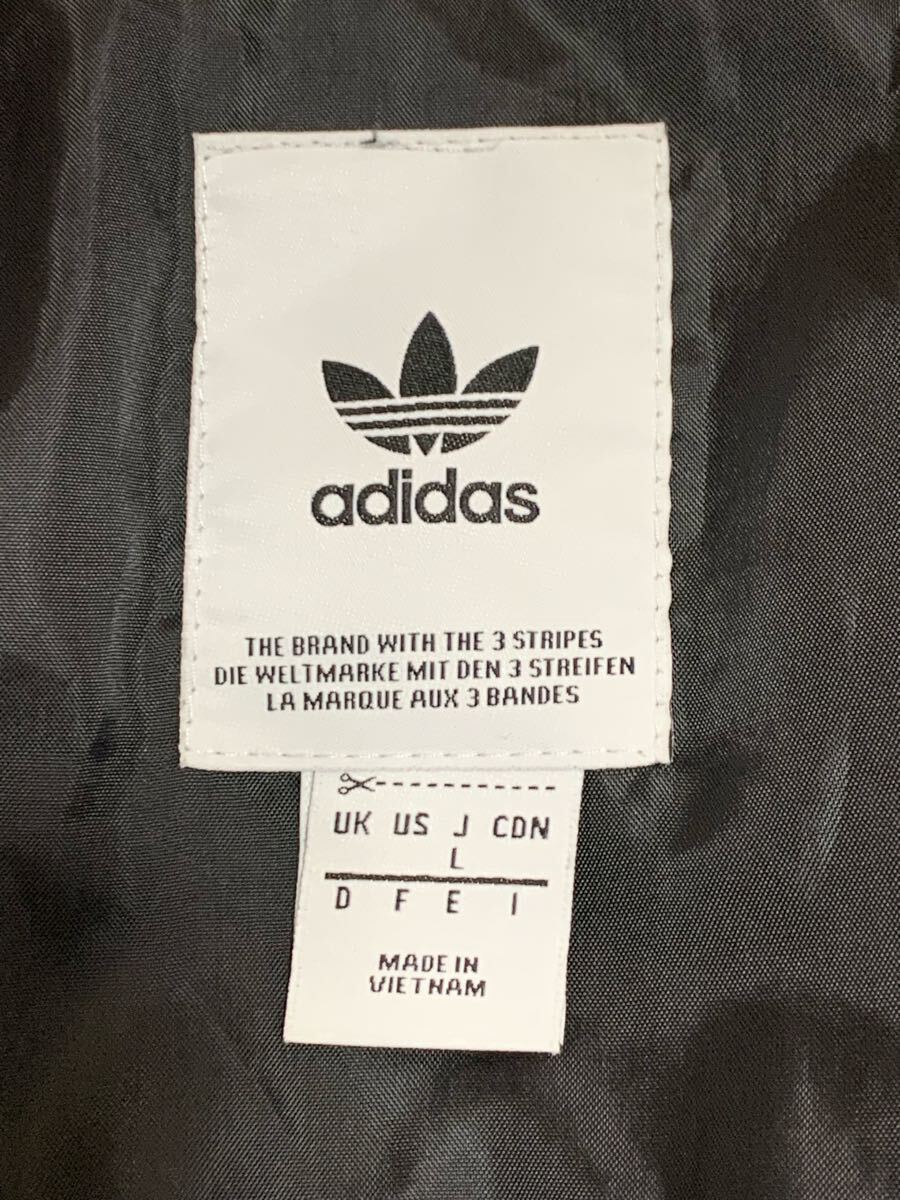 adidas
THE BRAND WITH THE 3 STRIPES
DIE WELTMARKE MIT DEN 3 STREIFEN
LA MARQUE AUX 3 BANDES
UK US J CDN
L
D F E I
MADE IN
VIETNAM